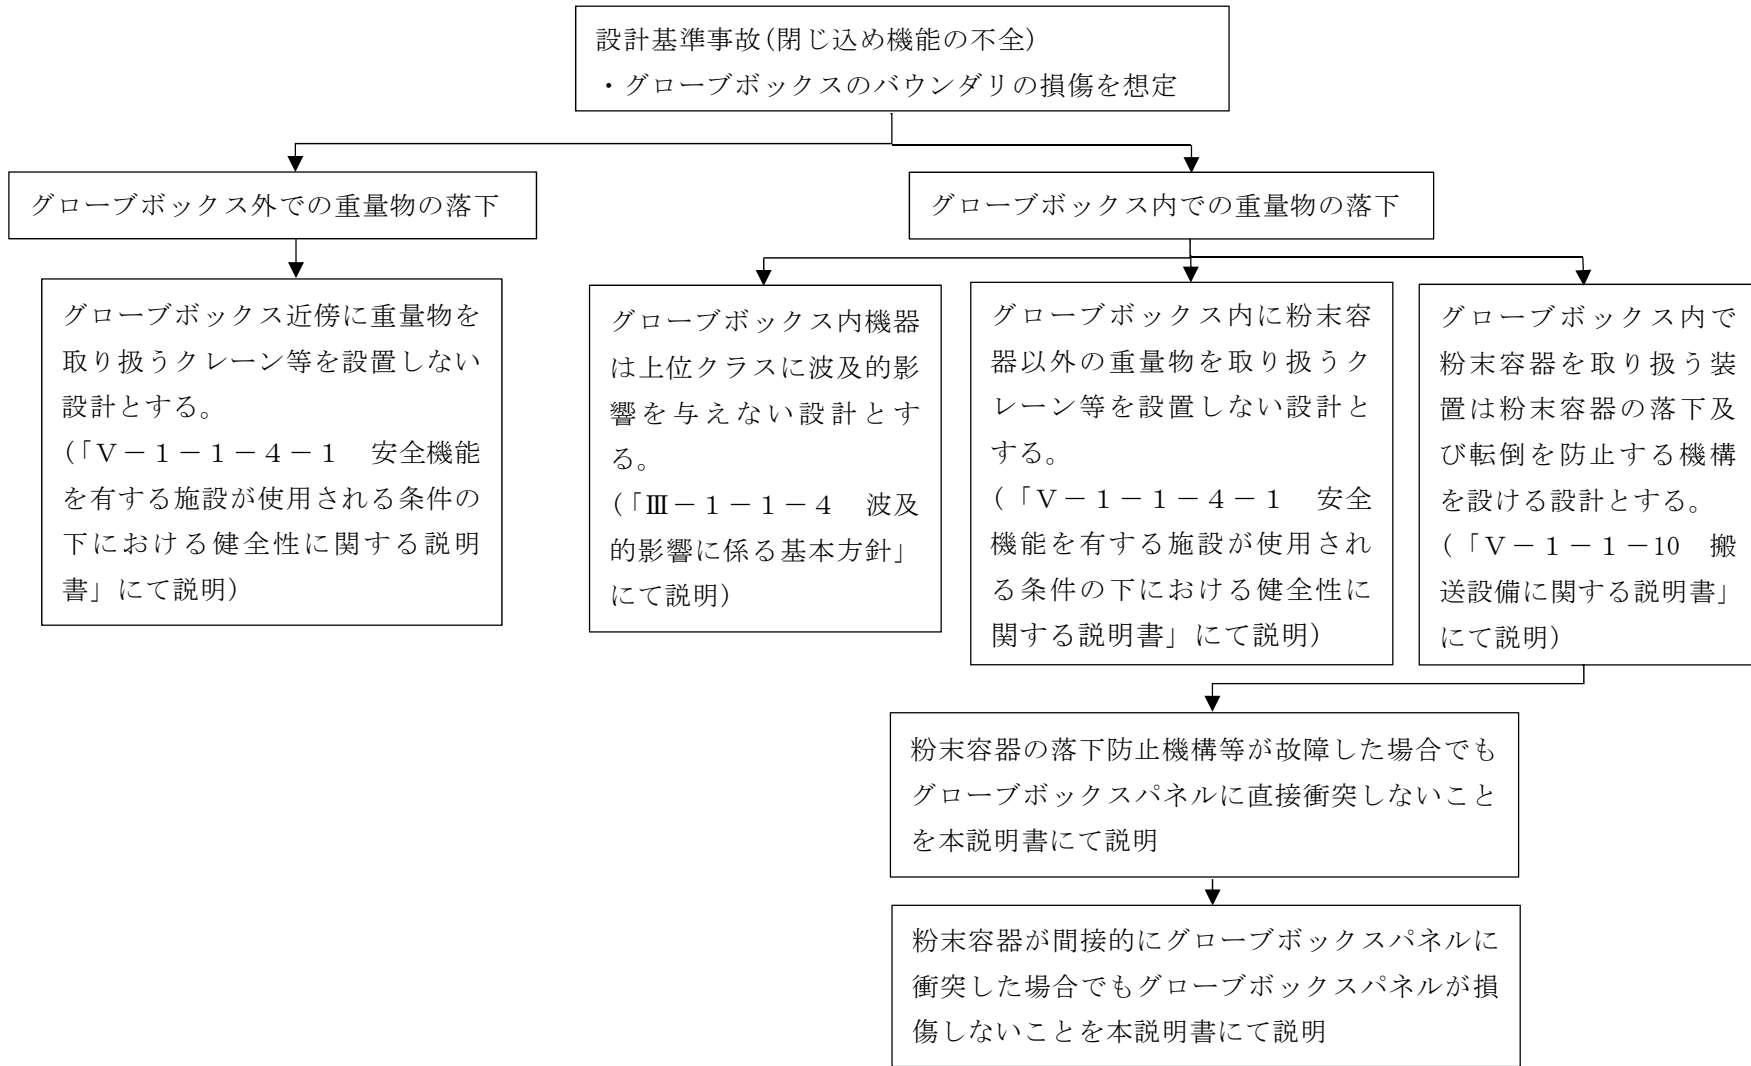 設計基準事故(閉じ込め機能の不全)
・グローブボックスのバウンダリの損傷を想定
グローブボックス外での重量物の落下
グローブボックス内での重量物の落下
グローブボックス近傍に重量物を
取り扱うクレーン等を設置しない
設計とする。
(「Ⅴ－１－１－４－１　安全機能
を有する施設が使用される条件の
下における健全性に関する説明
書」にて説明)
グローブボックス内機器
は上位クラスに波及的影
響を与えない設計とす
る。
(「Ⅲ－１－１－４　波及
的影響に係る基本方針」
にて説明)
グローブボックス内に粉末容
器以外の重量物を取り扱うク
レーン等を設置しない設計と
する。
(「Ⅴ－１－１－４－１　安全
機能を有する施設が使用され
る条件の下における健全性に
関する説明書」にて説明)
グローブボックス内で
粉末容器を取り扱う装
置は粉末容器の落下及
び転倒を防止する機構
を設ける設計とする。
(「Ⅴ－１－１－10　搬
送設備に関する説明書」
にて説明)
粉末容器の落下防止機構等が故障した場合でも
グローブボックスパネルに直接衝突しないこと
を本説明書にて説明
粉末容器が間接的にグローブボックスパネルに
衝突した場合でもグローブボックスパネルが損
傷しないことを本説明書にて説明